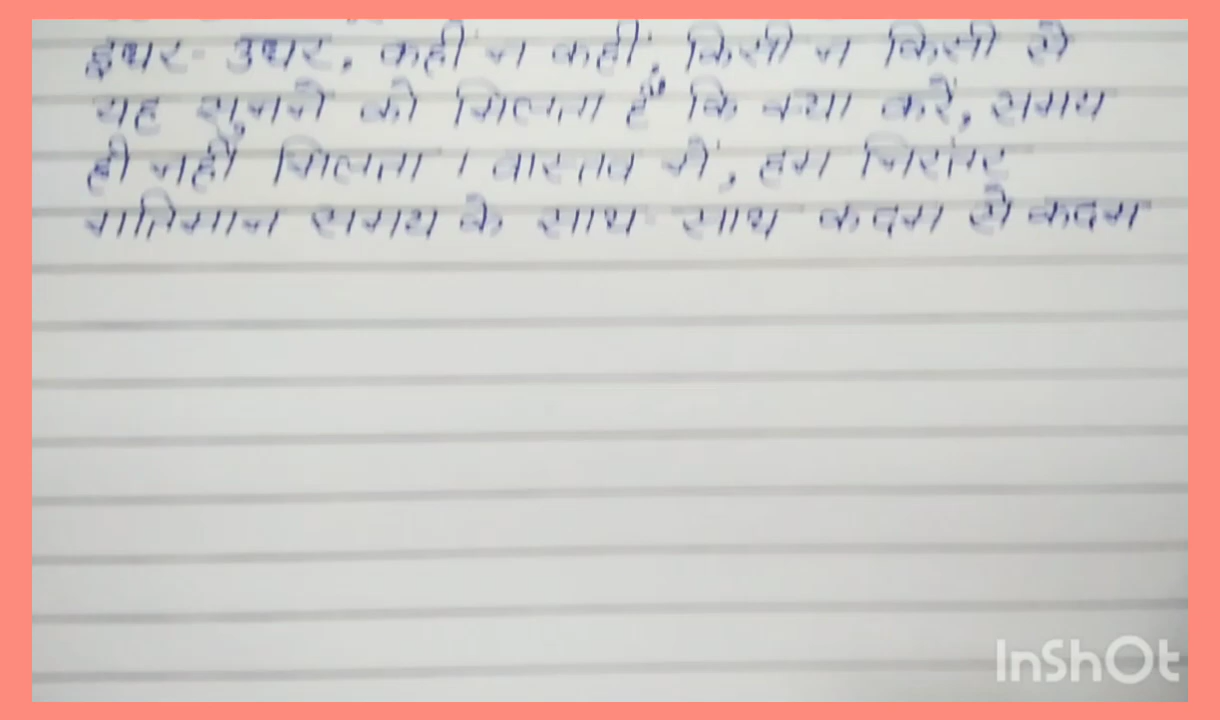 इधर-उधर, कहीं न कहीं, किसी न किसी से
यह सुनने को मिलता है कि क्या करें, समय
ही नहीं मिलता । वास्तव में, हम निरंतर
गतिमान समय के साथ साथ कदम से कदम
InShOt